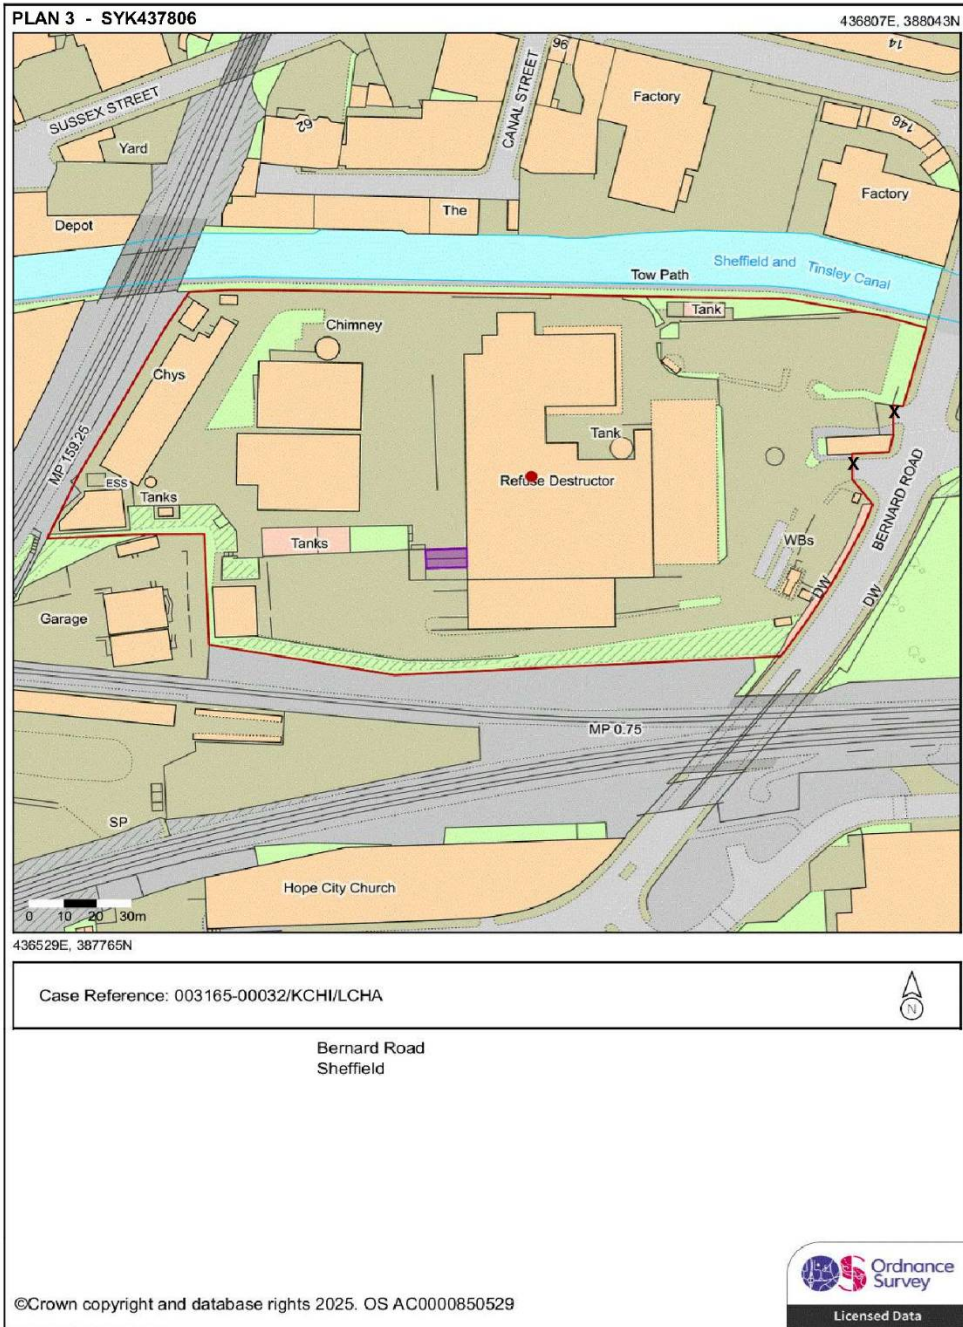 PLAN 3 - SYK437806
436807E, 388043N
SUSSEX STREET
Yard
62
CANAL STREET
96
Factory
14
146
Factory
Depot
The
Sheffield and Tinsley Canal
Tow Path
Tank
Chimney
Chys
X
MP 159.25
Tank
X
ESS
Tanks
Refuse Destructor
BERNARD ROAD
Tanks
WBs
DW
DW
Garage
MP 0.75
SP
Hope City Church
0 10 20 30m
436529E, 387765N
Case Reference: 003165-00032/KCHI/LCHA
N
Bernard Road
Sheffield
Ordnance
Survey
©Crown copyright and database rights 2025. OS AC0000850529
Licensed Data